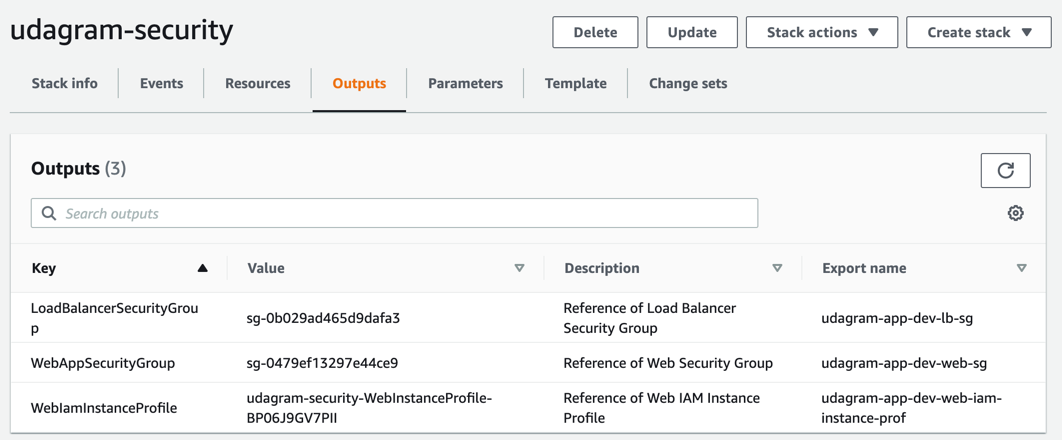 udagram-security
Delete
Update
Stack actions
Create stack
Stack info
Events
Resources
Outputs
Parameters
Template
Change sets
Outputs (3)
Search outputs
Key
Value
Description
Export name
LoadBalancerSecurityGrou
p
sg-0b029ad465d9dafa3
Reference of Load Balancer
Security Group
udagram-app-dev-lb-sg
WebAppSecurityGroup
sg-0479ef13297e44ce9
Reference of Web Security Group
udagram-app-dev-web-sg
WebIamInstanceProfile
udagram-security-WebInstanceProfile-
BP06J9GV7PII
Reference of Web IAM Instance
Profile
udagram-app-dev-web-iam-
instance-prof